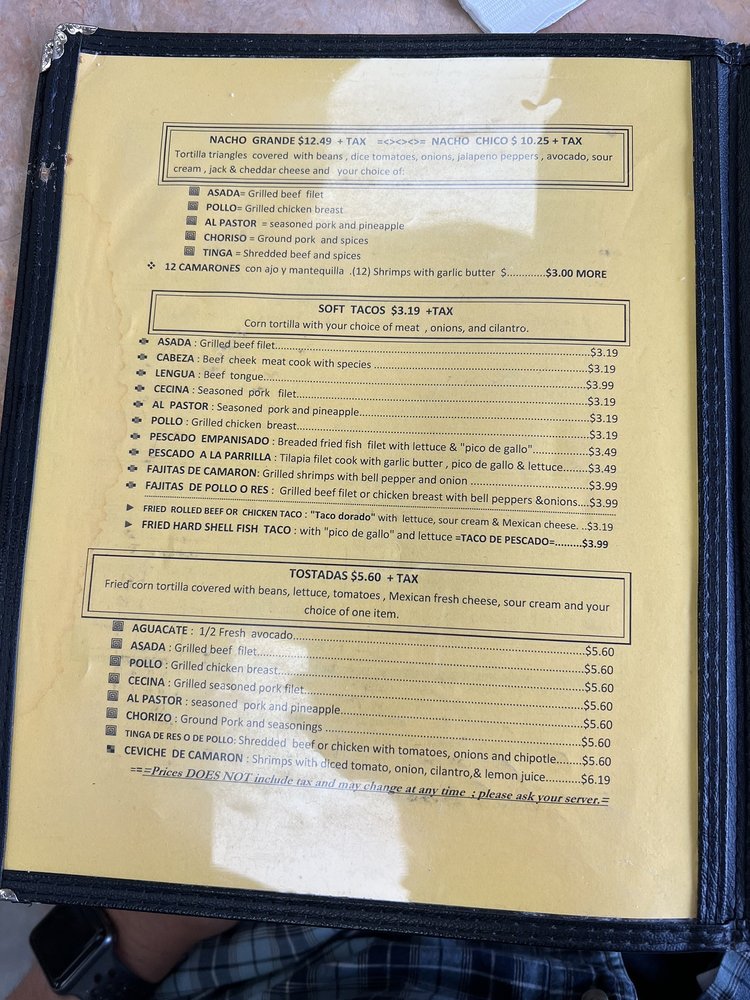 NACHO GRANDE $12.49 + TAX =<><><>= NACHO CHICO $ 10.25 + TAX
Tortilla triangles covered with beans , dice tomatoes, onions, jalapeno peppers , avocado, sour
cream , jack & cheddar cheese and your choice of:
ASADA= Grilled beef filet
POLLO= Grilled chicken breast
AL PASTOR = seasoned pork and pineapple
CHORISO = Ground pork and spices
TINGA = Shredded beef and spices
12 CAMARONES con ajo y mantequilla .(12) Shrimps with garlic butter $.............$3.00 MORE
SOFT TACOS $3.19 +TAX
Corn tortilla with your choice of meat , onions, and cilantro.
ASADA : Grilled beef filet..........$3.19
CABEZA : Beef cheek meat cook with species ..........$3.19
LENGUA : Beef tongue..........$3.99
CECINA : Seasoned pork filet..........$3.19
AL PASTOR : Seasoned pork and pineapple..........$3.19
POLLO : Grilled chicken breast..........$3.19
PESCADO EMPANISADO : Breaded fried fish filet with lettuce & "pico de gallo"..........$3.49
PESCADO A LA PARRILLA : Tilapia filet cook with garlic butter , pico de gallo & lettuce.......$3.49
FAJITAS DE CAMARON: Grilled shrimps with bell pepper and onion ..........$3.99
FAJITAS DE POLLO O RES : Grilled beef filet or chicken breast with bell peppers &onions....$3.99
FRIED ROLLED BEEF OR CHICKEN TACO : "Taco dorado" with lettuce, sour cream & Mexican cheese. ..$3.19
FRIED HARD SHELL FISH TACO : with "pico de gallo" and lettuce =TACO DE PESCADO=.........$3.99
TOSTADAS $5.60 + TAX
Fried corn tortilla covered with beans, lettuce, tomatoes , Mexican fresh cheese, sour cream and your
choice of one item.
AGUACATE : 1/2 Fresh avocado..........$5.60
ASADA : Grilled beef filet..........$5.60
POLLO : Grilled chicken breast..........$5.60
CECINA : Grilled seasoned pork filet..........$5.60
AL PASTOR : seasoned pork and pineapple..........$5.60
CHORIZO : Ground Pork and seasonings ..........$5.60
TINGA DE RES O DE POLLO: Shredded beef or chicken with tomatoes, onions and chipotle.......$5.60
CEVICHE DE CAMARON : Shrimps with diced tomato, onion, cilantro,& lemon juice..........$6.19
===Prices DOES NOT include tax and may change at any time ; please ask your server.=